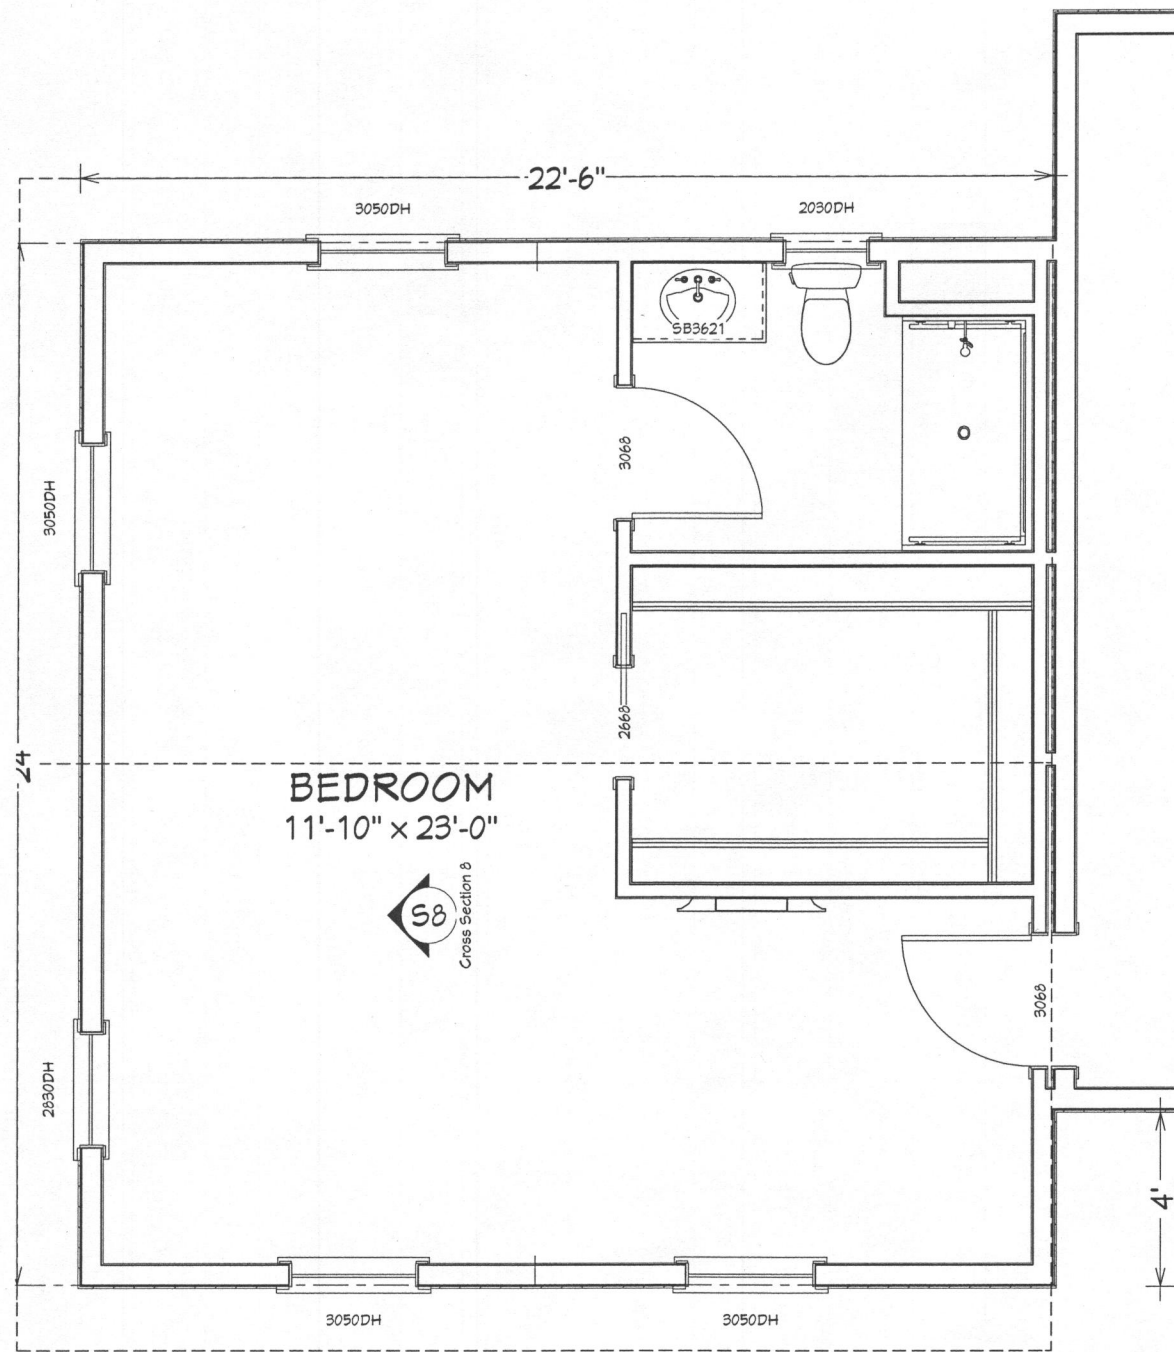 22'-6"
3050DH
2030DH
SB3621
3068
3050DH
2668
24
BEDROOM
11'-10" x 23'-0"
S8
Cross Section 8
3068
2830DH
4'
3050DH
3050DH